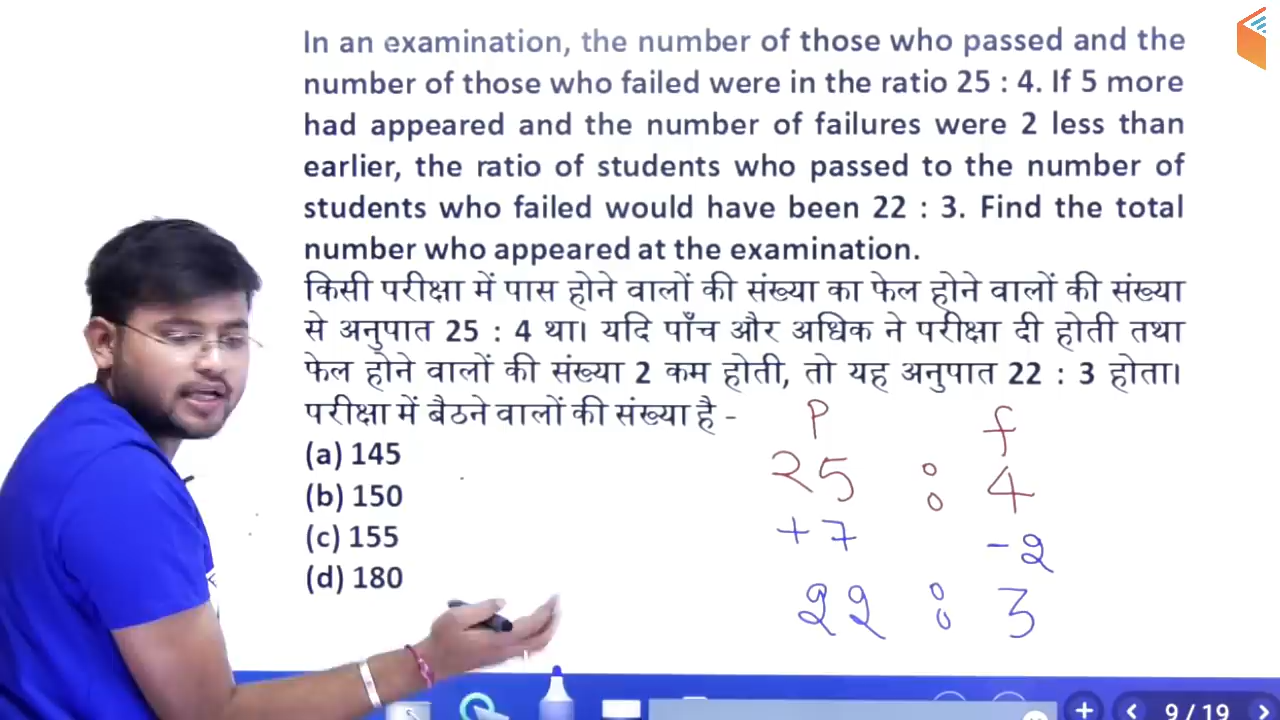 In an examination, the number of those who passed and the
number of those who failed were in the ratio 25 : 4. If 5 more
had appeared and the number of failures were 2 less than
earlier, the ratio of students who passed to the number of
students who failed would have been 22 : 3. Find the total
number who appeared at the examination.
किसी परीक्षा में पास होने वालों की संख्या का फेल होने वालों की संख्या
से अनुपात 25 : 4 था। यदि पाँच और अधिक ने परीक्षा दी होती तथा
फेल होने वालों की संख्या 2 कम होती, तो यह अनुपात 22 : 3 होता।
परीक्षा में बैठने वालों की संख्या है -
(a) 145
(b) 150
(c) 155
(d) 180
P f
25 : 4
+7 -2
22 : 3
9 / 19